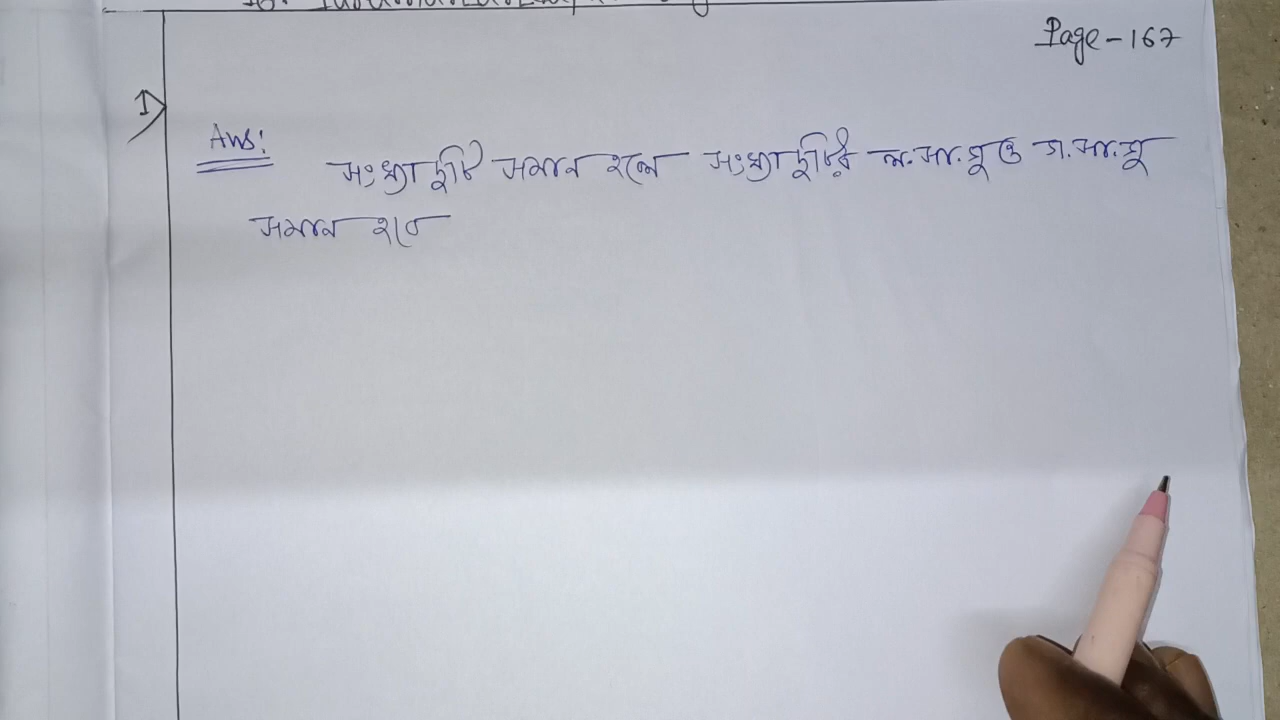 Page-167
1)
Ans:
সংখ্যা দুটি সমান হলে সংখ্যা দুটির ল.সা.গু ও গ.সা.গু
সমান হবে